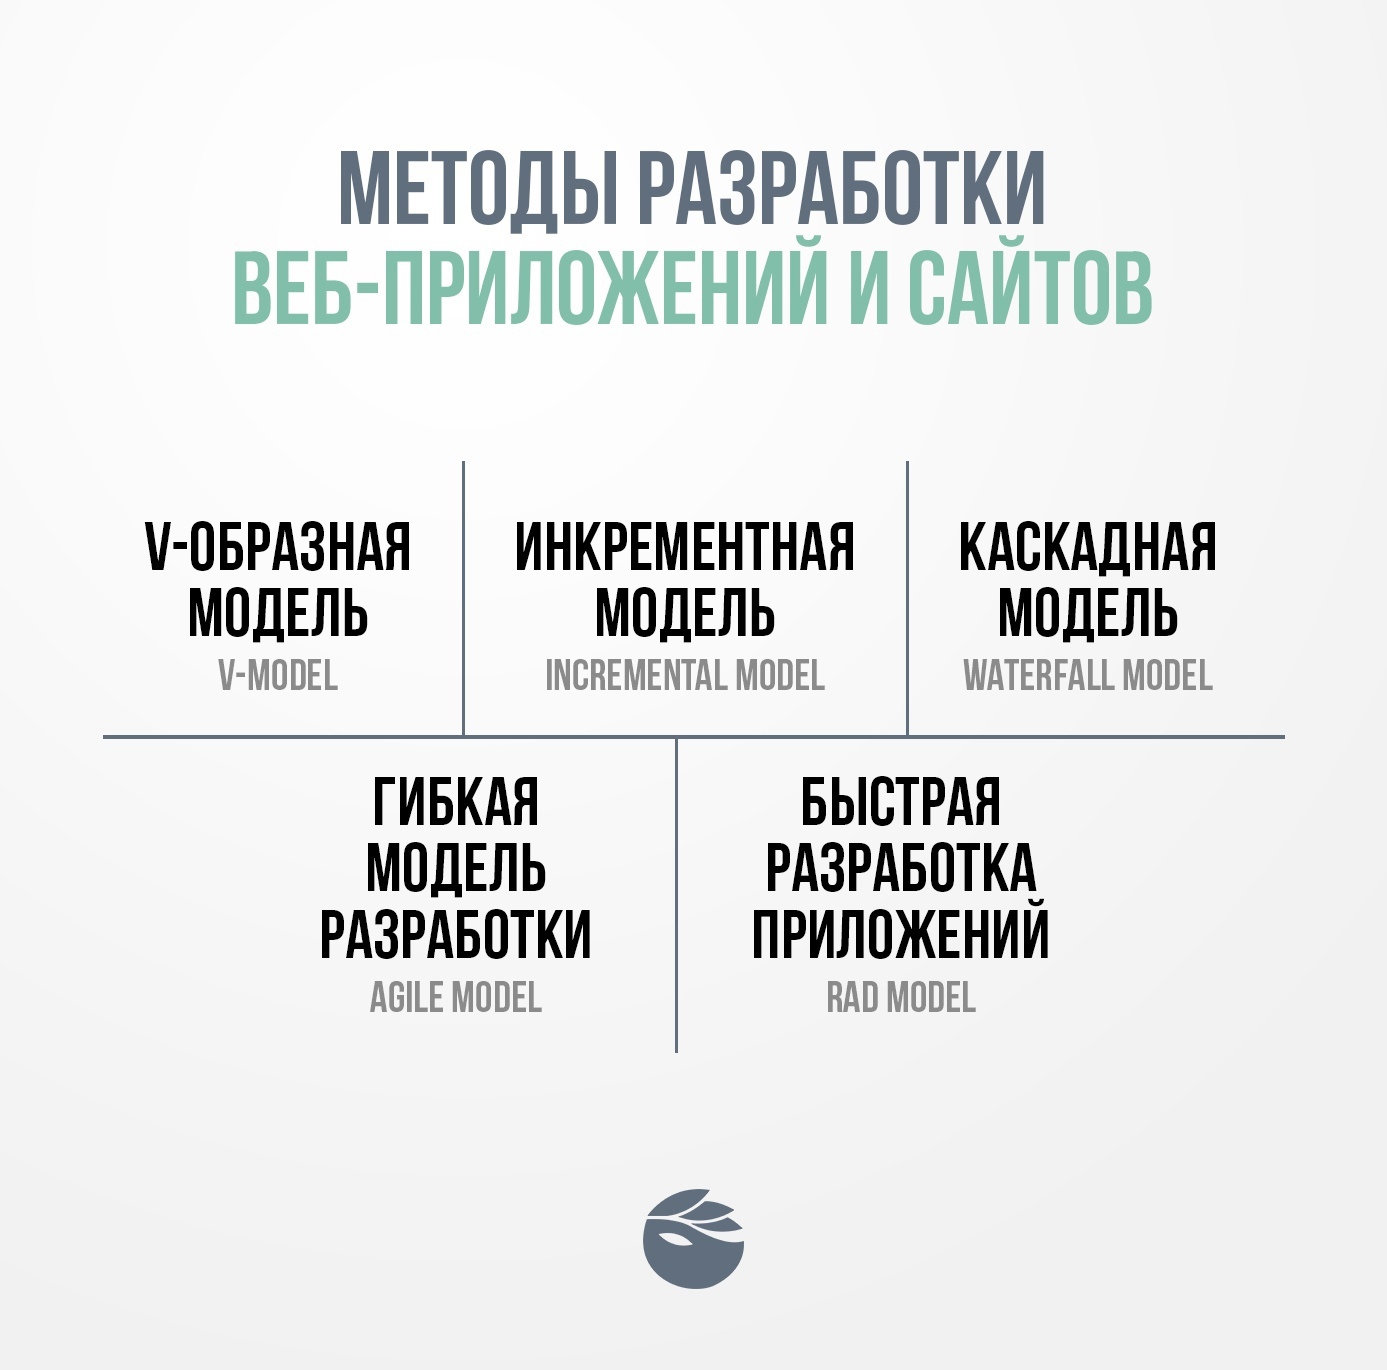 МЕТОДЫ РАЗРАБОТКИ
ВЕБ-ПРИЛОЖЕНИЙ И САЙТОВ
V-ОБРАЗНАЯ
МОДЕЛЬ
V-MODEL
ИНКРЕМЕНТНАЯ
МОДЕЛЬ
INCREMENTAL MODEL
КАСКАДНАЯ
МОДЕЛЬ
WATERFALL MODEL
ГИБКАЯ
МОДЕЛЬ
РАЗРАБОТКИ
AGILE MODEL
БЫСТРАЯ
РАЗРАБОТКА
ПРИЛОЖЕНИЙ
RAD MODEL